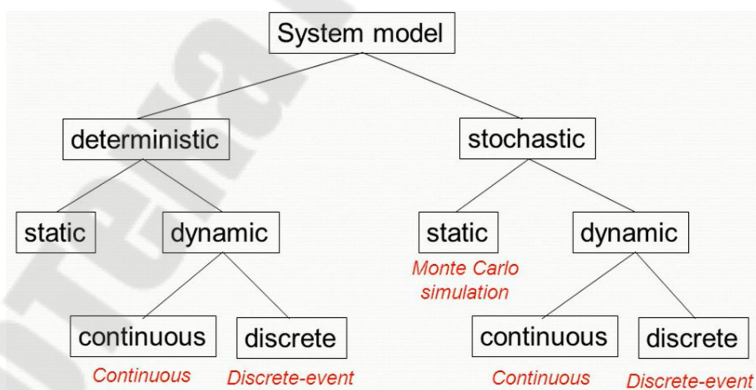 System model
deterministic
stochastic
static
dynamic
static
dynamic
Monte Carlo
simulation
continuous
discrete
continuous
discrete
Continuous
Discrete-event
Continuous
Discrete-event